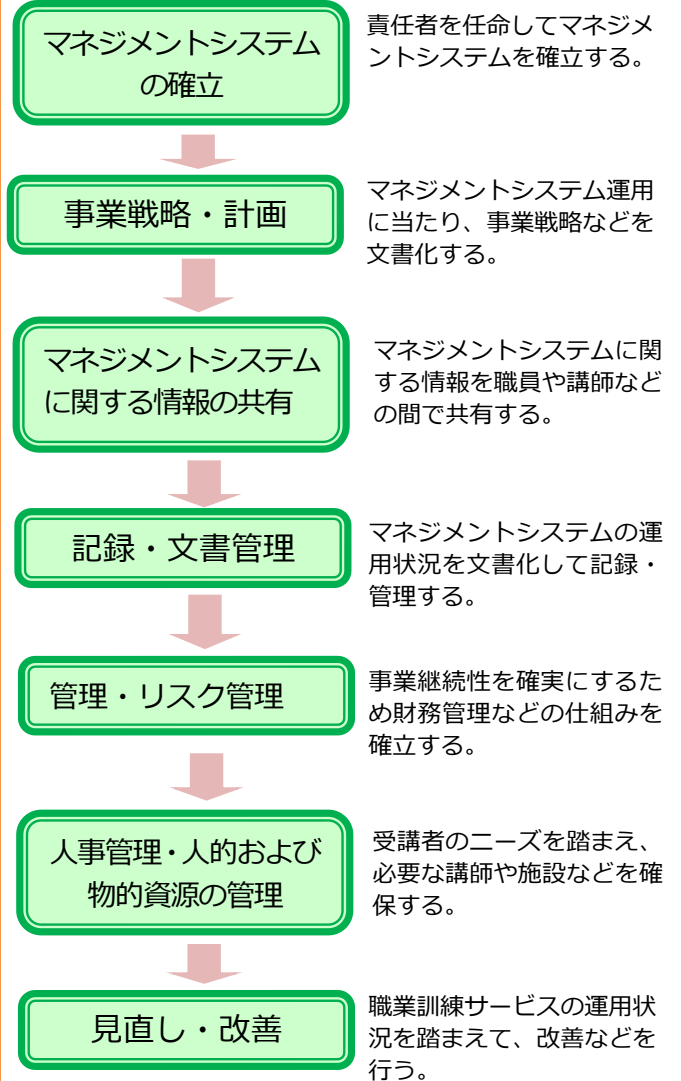 マネジメントシステム
の確立
責任者を任命してマネジメ
ントシステムを確立する。
事業戦略・計画
マネジメントシステム運用
に当たり、事業戦略などを
文書化する。
マネジメントシステム
に関する情報の共有
マネジメントシステムに関
する情報を職員や講師など
の間で共有する。
記録・文書管理
マネジメントシステムの運
用状況を文書化して記録・
管理する。
管理・リスク管理
事業継続性を確実にするた
め財務管理などの仕組みを
確立する。
人事管理・人的および
物的資源の管理
受講者のニーズを踏まえ、
必要な講師や施設などを確
保する。
見直し・改善
職業訓練サービスの運用状
況を踏まえて、改善などを
行う。